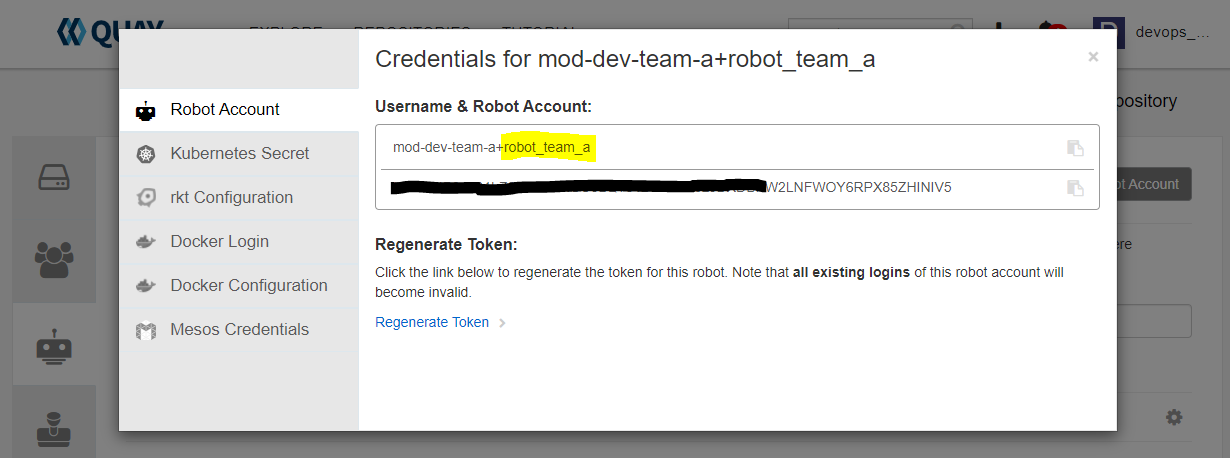 QUAY
EXPLORE REPOSITORIES TUTORIAL
devops_...
Credentials for mod-dev-team-a+robot_team_a
×
pository
Robot Account
Kubernetes Secret
rkt Configuration
Docker Login
Docker Configuration
Mesos Credentials
Username & Robot Account:
mod-dev-team-a+robot_team_a
W2LNFWOY6RPX85ZHINIV5
ot Account
Regenerate Token:
ere
Click the link below to regenerate the token for this robot. Note that all existing logins of this robot account will
become invalid.
Regenerate Token